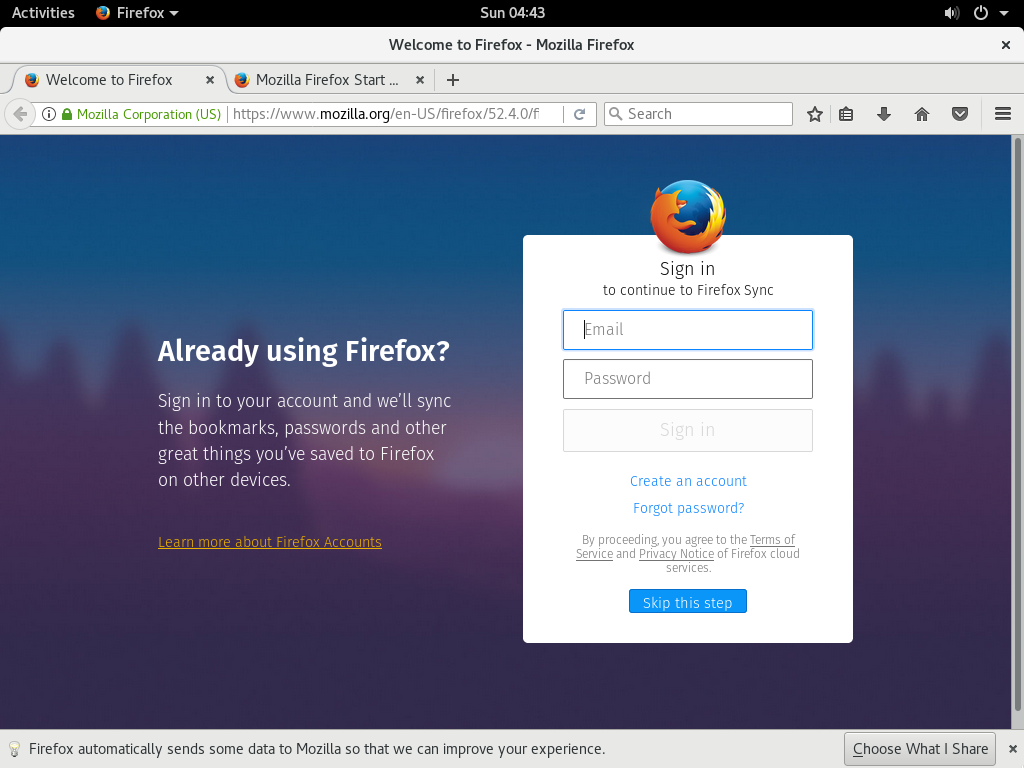 Activities Firefox Sun 04:43
Welcome to Firefox - Mozilla Firefox
Welcome to Firefox Mozilla Firefox Start ...
Mozilla Corporation (US) https://www.mozilla.org/en-US/firefox/52.4.0/fi Search
Already using Firefox?
Sign in to your account and we'll sync
the bookmarks, passwords and other
great things you've saved to Firefox
on other devices.
Learn more about Firefox Accounts
Sign in
to continue to Firefox Sync
Email
Password
Sign in
Create an account
Forgot password?
By proceeding, you agree to the Terms of
Service and Privacy Notice of Firefox cloud
services.
Skip this step
Firefox automatically sends some data to Mozilla so that we can improve your experience. Choose What I Share